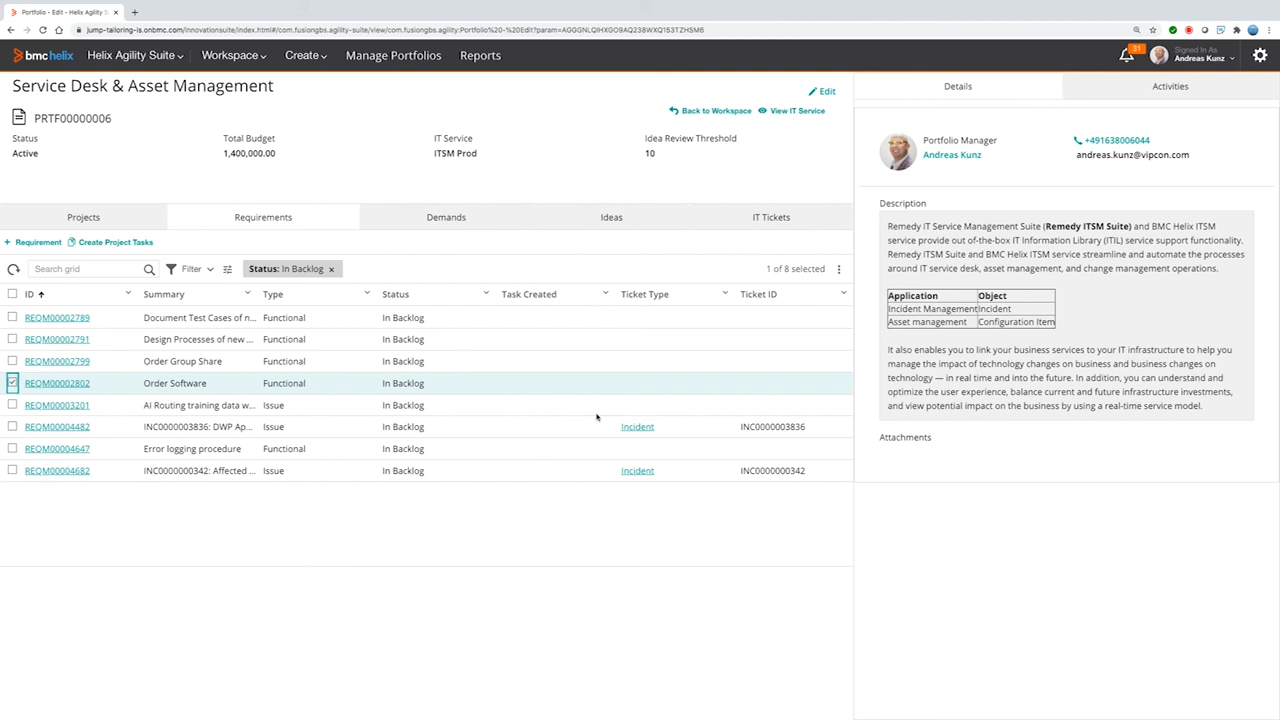 Portfolio - Edit - Helix Agility Suite
jump-tailoring-is.onbmc.com/innovationsuite/index.html#/com.fusiongbs.agility-suite/view/com.fusiongbs.agility:Portfolio%20-%20Edit?param=AGGGNLQIHXGO9AQ238WXQ153TZHSM6
bmchelix Helix Agility Suite Workspace Create Manage Portfolios Reports 31 Signed In As Andreas Kunz
Service Desk & Asset Management
Edit
PRTF00000006
Back to Workspace View IT Service
Status Total Budget IT Service Idea Review Threshold
Active 1,400,000.00 ITSM Prod 10
Projects Requirements Demands Ideas IT Tickets
+ Requirement Create Project Tasks
Search grid Filter Status: In Backlog × 1 of 8 selected
ID Summary Type Status Task Created Ticket Type Ticket ID
REQM00002789 Document Test Cases of n... Functional In Backlog
REQM00002791 Design Processes of new ... Functional In Backlog
REQM00002799 Order Group Share Functional In Backlog
REQM00002802 Order Software Functional In Backlog
REQM00003201 AI Routing training data w... Issue In Backlog
REQM00004482 INC0000003836: DWP Ap... Issue In Backlog Incident INC0000003836
REQM00004647 Error logging procedure Functional In Backlog
REQM00004682 INC0000000342: Affected ... Issue In Backlog Incident INC0000000342
Details Activities
Portfolio Manager +491638006044
Andreas Kunz andreas.kunz@vipcon.com
Description
Remedy IT Service Management Suite (Remedy ITSM Suite) and BMC Helix ITSM
service provide out-of-the-box IT Information Library (ITIL) service support functionality.
Remedy ITSM Suite and BMC Helix ITSM service streamline and automate the processes
around IT service desk, asset management, and change management operations.
Application Object
Incident Management Incident
Asset management Configuration Item
It also enables you to link your business services to your IT infrastructure to help you
manage the impact of technology changes on business and business changes on
technology — in real time and into the future. In addition, you can understand and
optimize the user experience, balance current and future infrastructure investments,
and view potential impact on the business by using a real-time service model.
Attachments